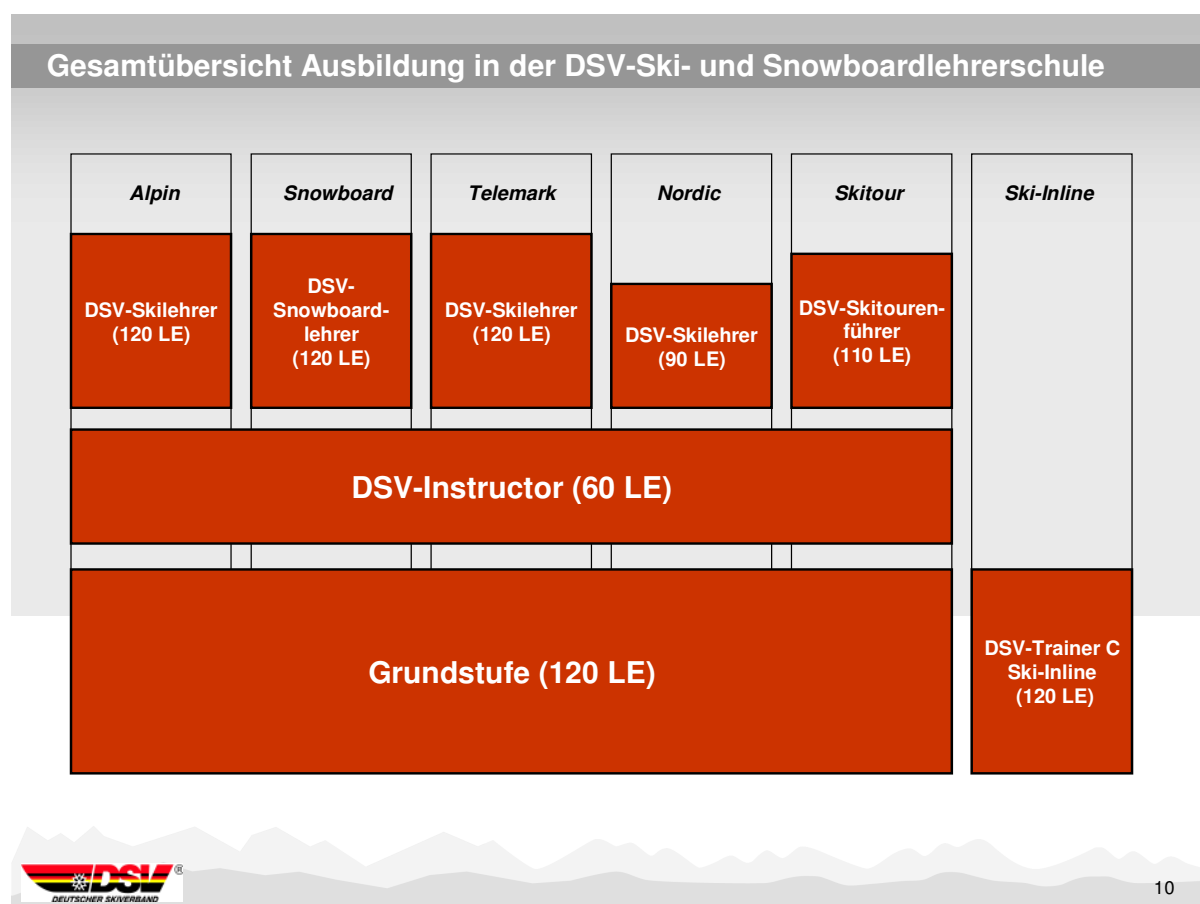 Gesamtübersicht Ausbildung in der DSV-Ski- und Snowboardlehrerschule
Alpin
Snowboard
Telemark
Nordic
Skitour
Ski-Inline
DSV-Skilehrer
(120 LE)
DSV-
Snowboard-
lehrer
(120 LE)
DSV-Skilehrer
(120 LE)
DSV-Skilehrer
(90 LE)
DSV-Skitouren-
führer
(110 LE)
DSV-Instructor (60 LE)
Grundstufe (120 LE)
DSV-Trainer C
Ski-Inline
(120 LE)
DSV®
DEUTSCHER SKIVERBAND
10